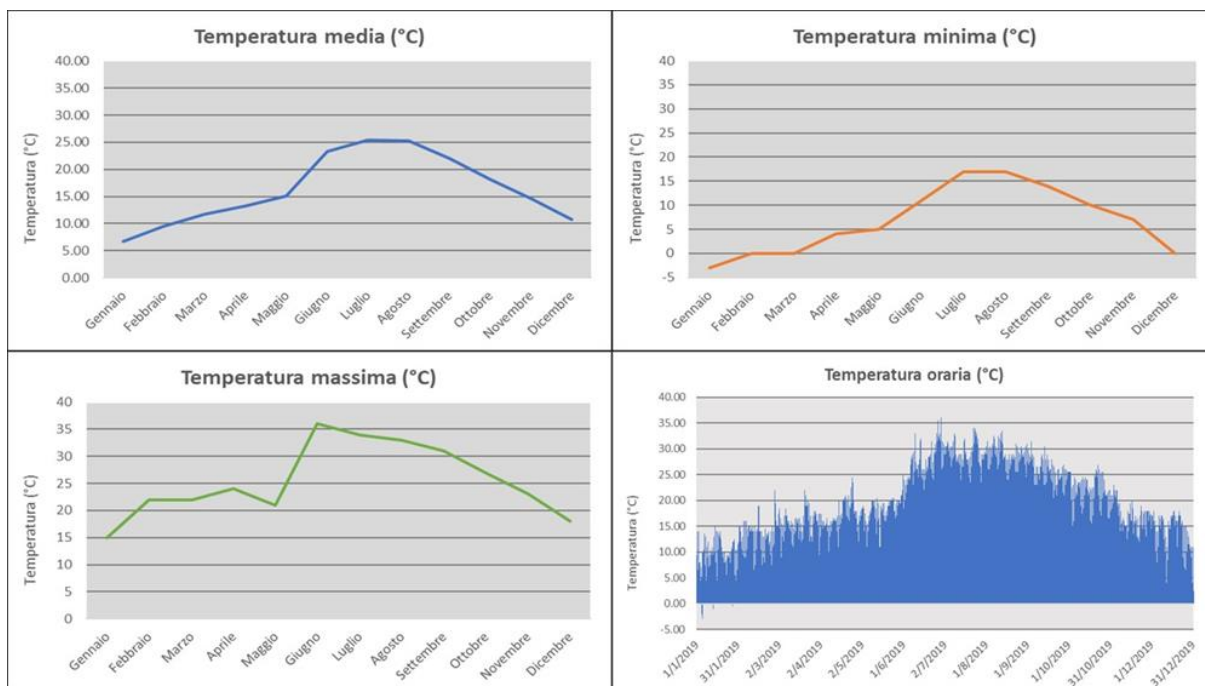 Temperatura media (°C)
Temperatura (°C)
40.00
35.00
30.00
25.00
20.00
15.00
10.00
5.00
0.00
Gennaio
Febbraio
Marzo
Aprile
Maggio
Giugno
Luglio
Agosto
Settembre
Ottobre
Novembre
Dicembre
Temperatura minima (°C)
Temperatura (°C)
40
35
30
25
20
15
10
5
0
-5
Gennaio
Febbraio
Marzo
Aprile
Maggio
Giugno
Luglio
Agosto
Settembre
Ottobre
Novembre
Dicembre
Temperatura massima (°C)
Temperatura (°C)
40
35
30
25
20
15
10
5
0
Gennaio
Febbraio
Marzo
Aprile
Maggio
Giugno
Luglio
Agosto
Settembre
Ottobre
Novembre
Dicembre
Temperatura oraria (°C)
Temperatura (°C)
40.00
35.00
30.00
25.00
20.00
15.00
10.00
5.00
0.00
-5.00
1/1/2019
31/1/2019
2/3/2019
2/4/2019
2/5/2019
1/6/2019
2/7/2019
1/8/2019
1/9/2019
1/10/2019
31/10/2019
1/12/2019
31/12/2019